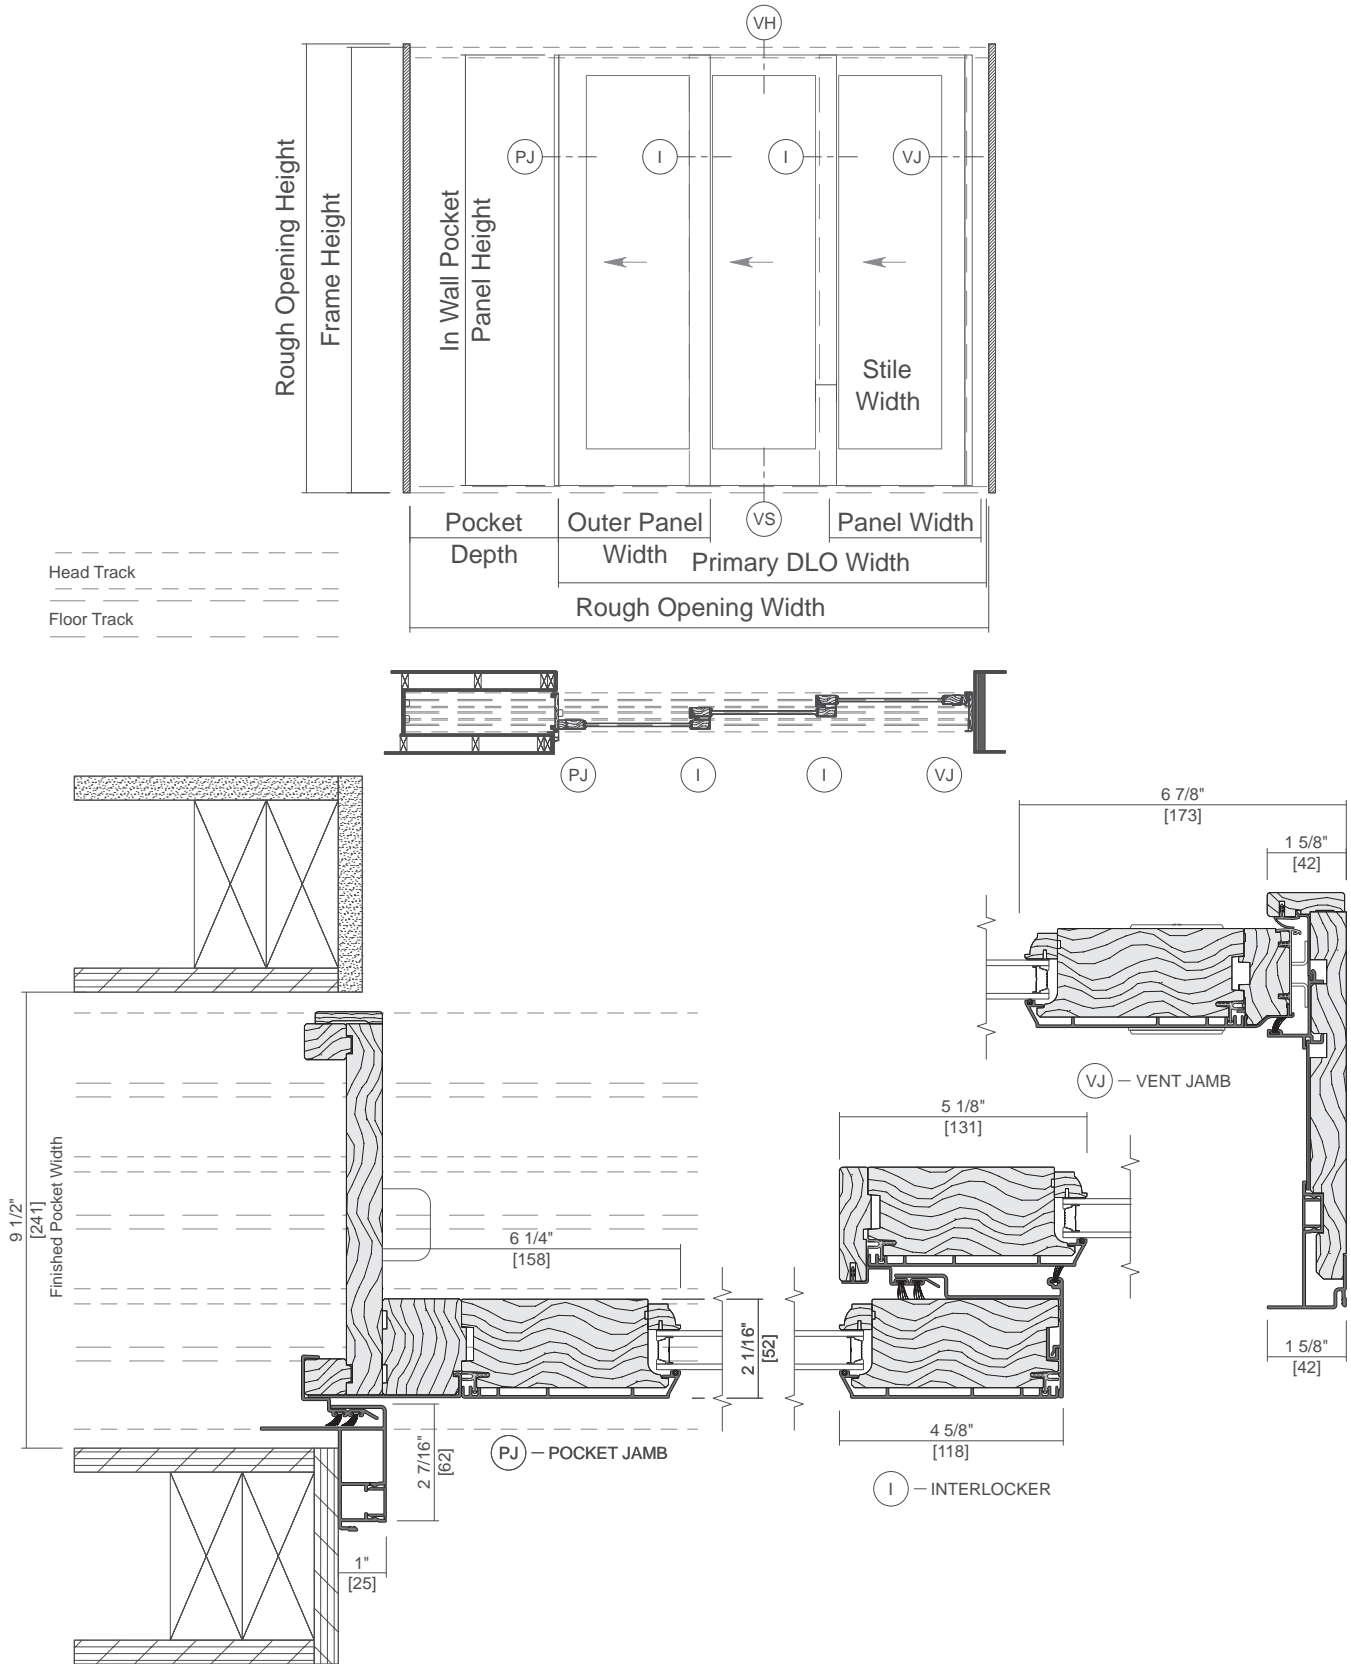 VH
Rough Opening Height
Frame Height
In Wall Pocket
Panel Height
PJ
I
I
VJ
Stile
Width
VS
Pocket
Depth
Outer Panel
Width
Panel Width
Primary DLO Width
Rough Opening Width
Head Track
Floor Track
PJ
I
I
VJ
6 7/8"
[173]
1 5/8"
[42]
VJ – VENT JAMB
5 1/8"
[131]
9 1/2"
[241]
Finished Pocket Width
6 1/4"
[158]
2 1/16"
[52]
1 5/8"
[42]
2 7/16"
[62]
PJ – POCKET JAMB
4 5/8"
[118]
I – INTERLOCKER
1"
[25]